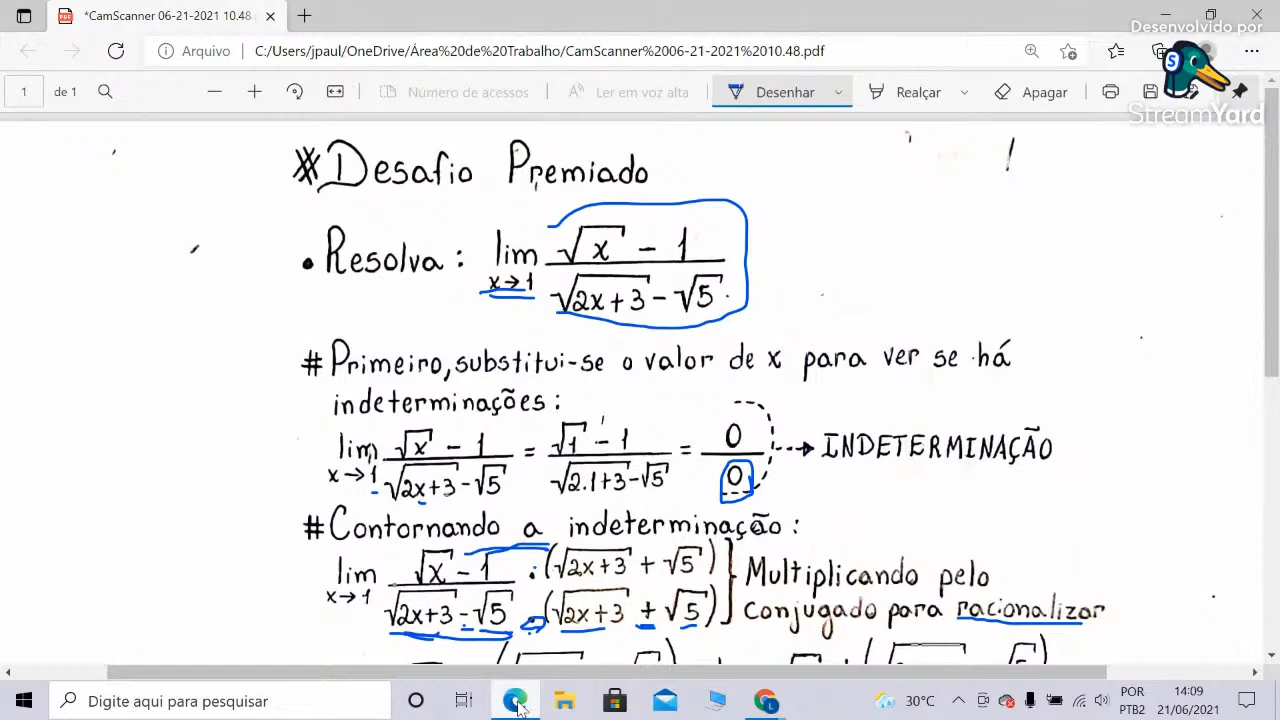 *CamScanner 06-21-2021 10.48.
Desenvolvido por
Arquivo C:/Users/jpaul/OneDrive/Área%20de%20Trabalho/CamScanner%2006-21-2021%2010.48.pdf
1 de 1 Número de Ler em voz alta Desenhar Realçar Apagar
StreamYard
*Desafio Premiado
• Resolva: lim x→1 (√x - 1)/(√(2x+3) - √5)
# Primeiro, substitui-se o valor de x para ver se há
indeterminações:
lim x→1 (√x - 1)/(√(2x+3) - √5) = (√1 - 1)/(√(2.1+3) - √5) = 0/0 ---> INDETERMINAÇÃO
# Contornando a indeterminação:
lim x→1 (√x - 1)/(√(2x+3) - √5) · (√(2x+3) + √5)/(√(2x+3) + √5) } Multiplicando pelo
conjugado para racionalizar
Digite aqui para pesquisar 30°C POR 14:09
PTB2 21/06/2021